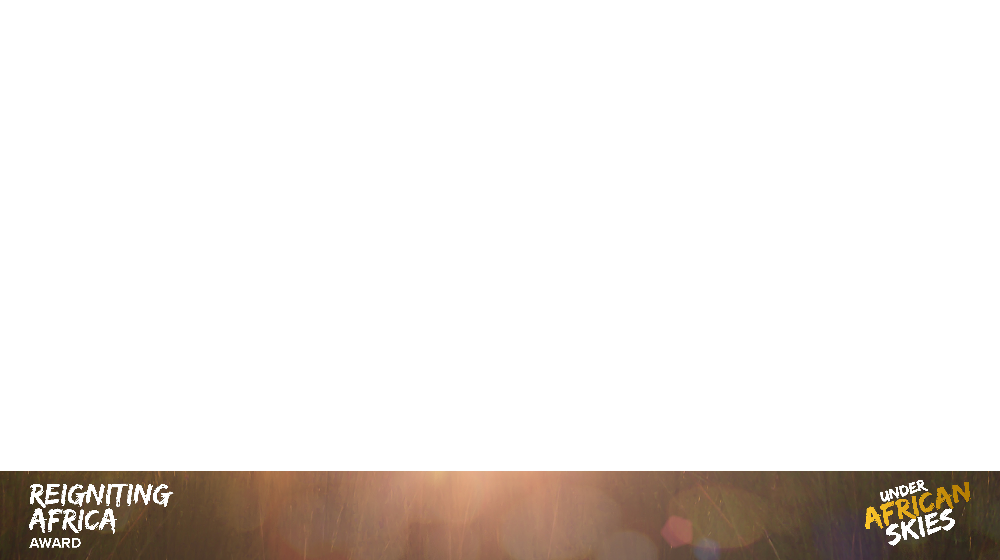 REIGNITING
AFRICA
AWARD
UNDER
AFRICAN
SKIES